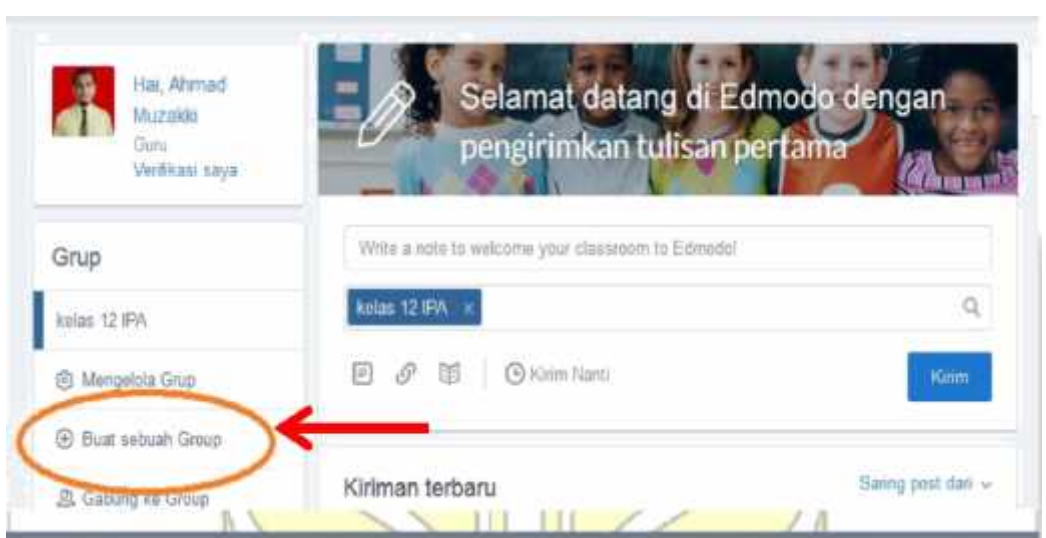 Hai, Ahmad
Muzakki
Guru
Verifikasi saya
Grup
kelas 12 IPA
Mengelola Grup
Buat sebuah Group
Gabung ke Group
Selamat datang di Edmodo dengan
pengirimkan tulisan pertama
Write a note to welcome your classroom to Edmodo!
kelas 12 IPA ×
Kirim Nanti
Kirim
Kiriman terbaru
Saring post dari